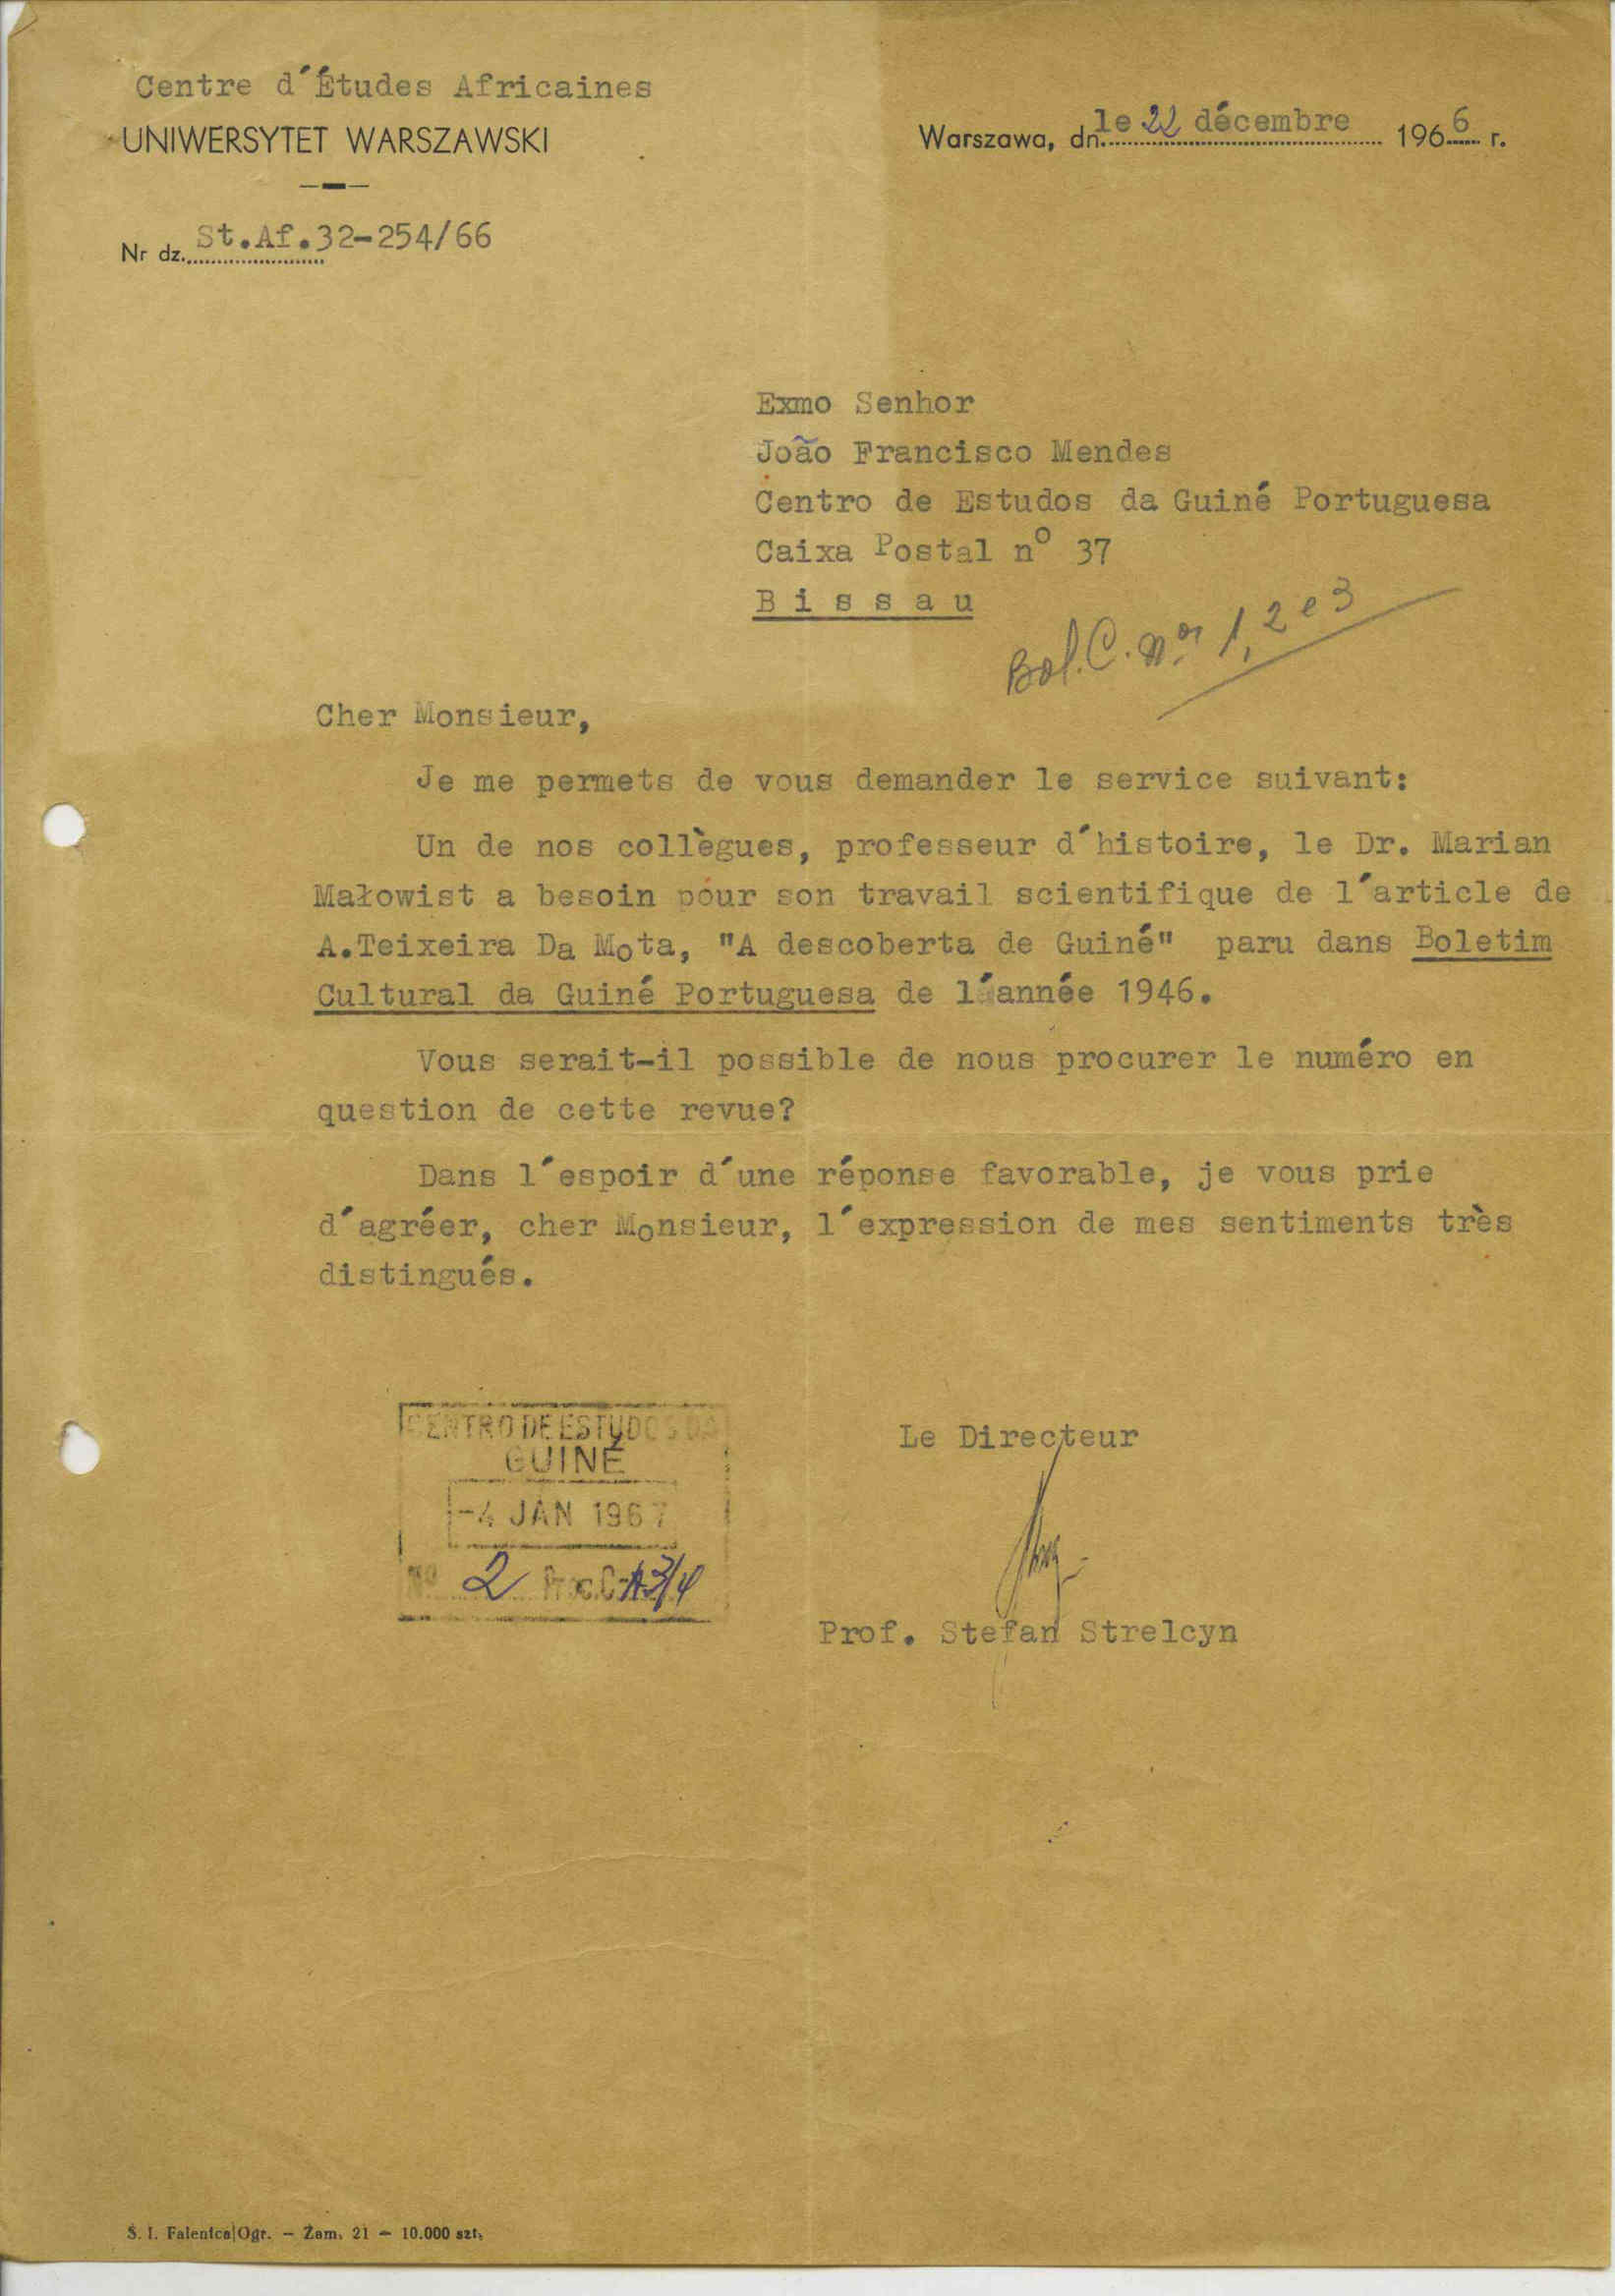 Centre d'Études Africaines
UNIWERSYTET WARSZAWSKI
Warszawa, dn. le 22 décembre 1966 r.
Nr dz. St.Af.32-254/66
Exmo Senhor
João Francisco Mendes
Centro de Estudos da Guiné Portuguesa
Caixa Postal nº 37
B i s s a u
Bol. C. nos 1, 2 e 3
Cher Monsieur,
Je me permets de vous demander le service suivant:
Un de nos collègues, professeur d'histoire, le Dr. Marian
Małowist a besoin pour son travail scientifique de l'article de
A.Teixeira Da Mota, "A descoberta de Guiné" paru dans Boletim
Cultural da Guiné Portuguesa de l'année 1946.
Vous serait-il possible de nous procurer le numéro en
question de cette revue?
Dans l'espoir d'une réponse favorable, je vous prie
d'agréer, cher Monsieur, l'expression de mes sentiments très
distingués.
CENTRO DE ESTUDOS DA
GUINÉ
-4 JAN 1967
Nº 2 Proc.
Le Directeur
Prof. Stefan Strelcyn
S. I. Falenica Ogr. — Zam. 21 — 10.000 szt.